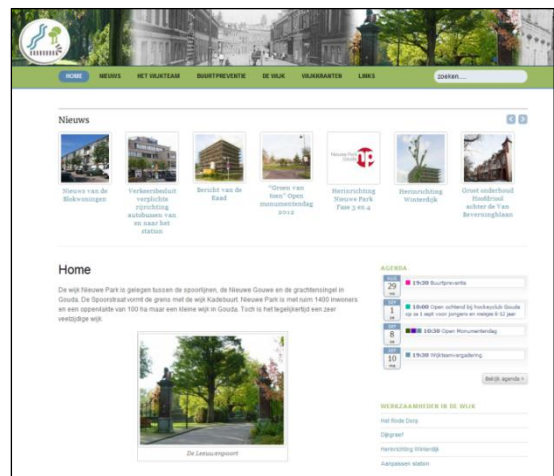 HOME NIEUWS HET WIJKTEAM BUURTPREVENTIE DE WIJK WIJKKRANTEN LINKS zoeken....
Nieuws
Nieuws van de
Blokwoningen
Verkeersbesluit
verplichte
rijrichting
autobussen van
en naar het
station
Bericht van de
Raad
"Groen van
toen" Open
monumentendag
2012
Nieuwe Park
Gouda
np
Herinrichting
Nieuwe Park
Fase 3 en 4
Herinrichting
Winterdijk
Groot onderhoud
Hoofdriool
achter de Van
Beverninghlaan
Home
De wijk Nieuwe Park is gelegen tussen de spoorlijnen, de Nieuwe Gouwe en de grachtensingel in
Gouda. De Spoorstraat vormt de grens met de wijk Kadebuurt. Nieuwe Park is met ruim 1400 inwoners
en een oppervlakte van 100 ha maar een kleine wijk in Gouda. Toch is het tegelijkertijd een zeer
veelzijdige wijk.
De Leeuwenpoort
AGENDA
29
19:30 Buurtpreventie
1
10:00 Open ochtend bij hockeyclub Gouda
op za 1 sept voor jongens en meisjes 6-12 jaar
8
10:30 Open Monumentendag
10
19:30 Wijkteamvergadering
Bekijk agenda »
WERKZAAMHEDEN IN DE WIJK
Het Rode Dorp
Dijkgreef
Herinrichting Winterdijk
Aanpassen station